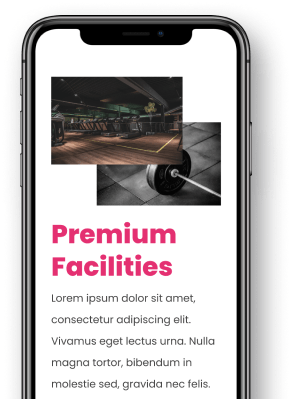 Premium
Facilities
Lorem ipsum dolor sit amet,
consectetur adipiscing elit.
Vivamus eget lectus urna. Nulla
magna tortor, bibendum in
molestie sed, gravida nec felis.